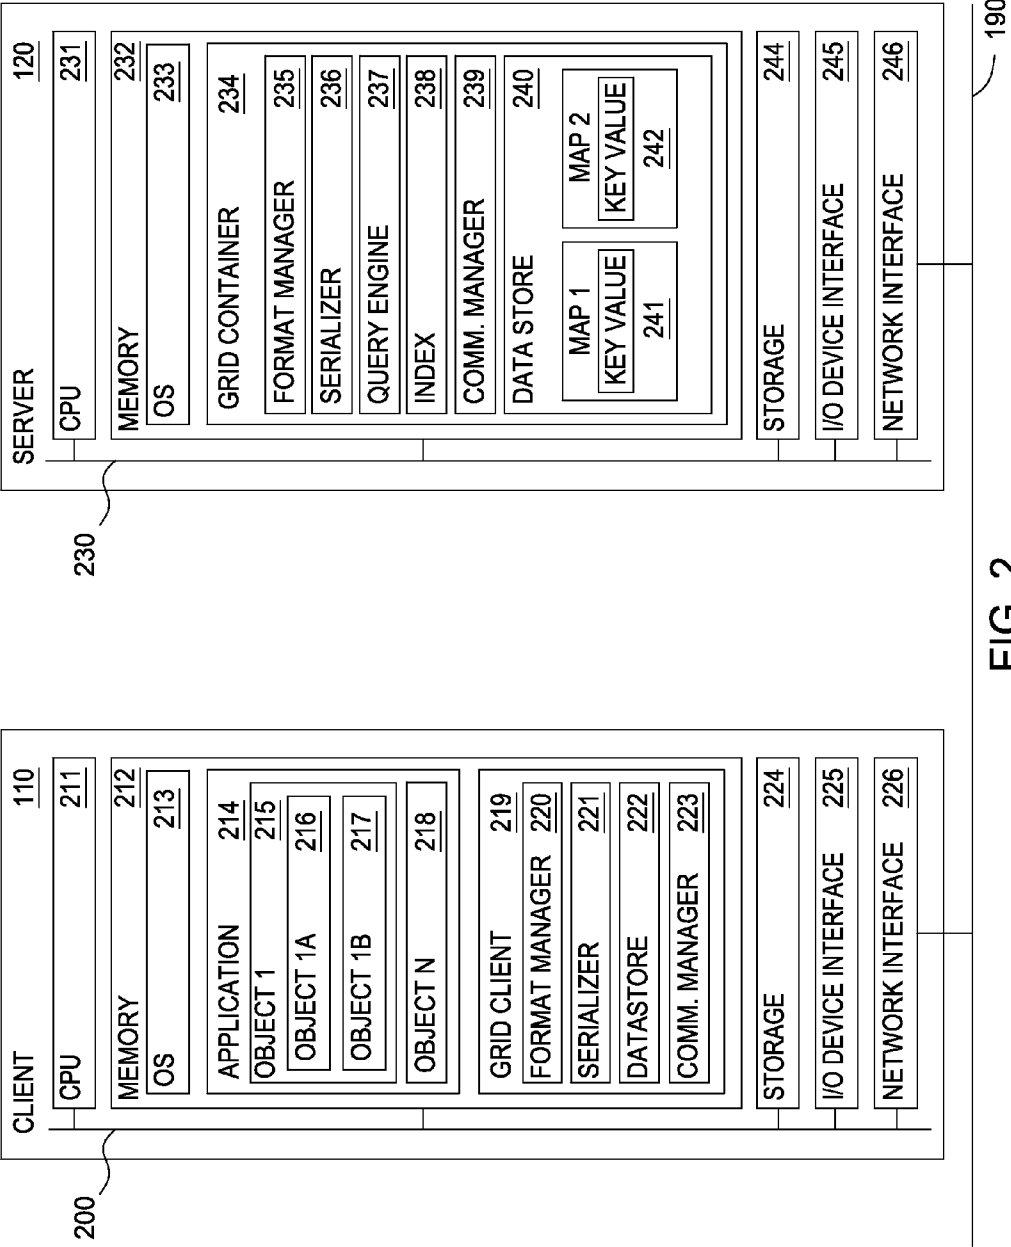 CLIENT 110
CPU 211
MEMORY 212
OS 213
APPLICATION 214
OBJECT 1 215
OBJECT 1A 216
OBJECT 1B 217
OBJECT N 218
GRID CLIENT 219
FORMAT MANAGER 220
SERIALIZER 221
DATASTORE 222
COMM. MANAGER 223
STORAGE 224
I/O DEVICE INTERFACE 225
NETWORK INTERFACE 226
200
SERVER 120
CPU 231
MEMORY 232
OS 233
GRID CONTAINER 234
FORMAT MANAGER 235
SERIALIZER 236
QUERY ENGINE 237
INDEX 238
COMM. MANAGER 239
DATA STORE 240
MAP 1
KEY VALUE
241
MAP 2
KEY VALUE
242
STORAGE 244
I/O DEVICE INTERFACE 245
NETWORK INTERFACE 246
230
190
FIG. 2